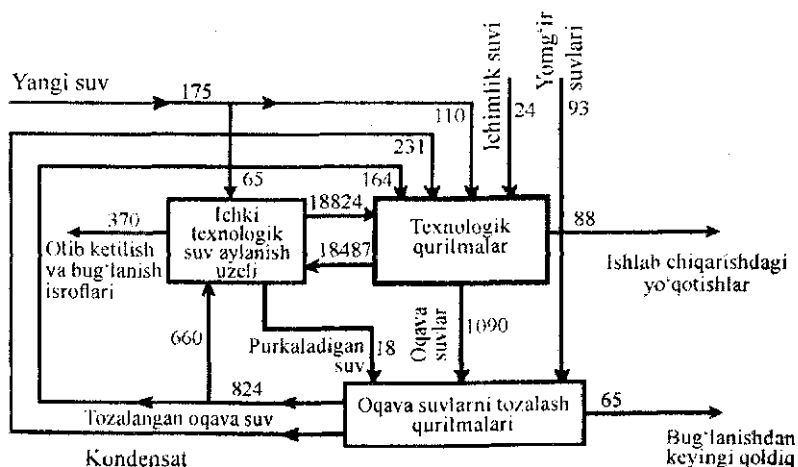 Yangi suv
175
110
Ichimlik suvi
24
Yomg‘ir
suvlari
93
231
164
65
18824
18487
370
Olib ketilish
va bug‘lanish
isroflari
Ichki
texnologik
suv aylanish
uzeli
Texnologik
qurilmalar
88
Ishlab chiqarishdagi
yo‘qotishlar
660
Purkaladigan
suv
18
Oqava
suvlar
1090
824
Tozalangan oqava suv
Kondensat
Oqava suvlarni tozalash
qurilmalari
65
Bug‘lanishdan
keyingi qoldiq